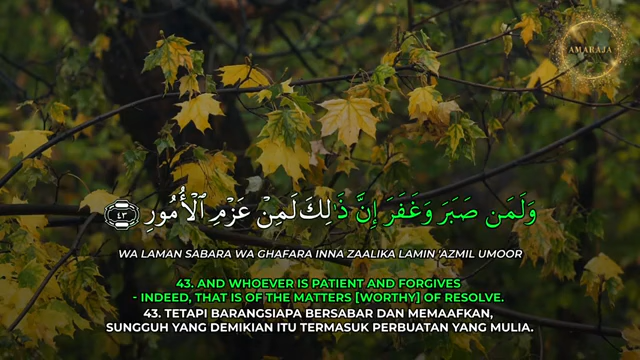 AMARAJA
وَلَمَن صَبَرَ وَغَفَرَ إِنَّ ذَٰلِكَ لَمِنْ عَزْمِ ٱلْأُمُورِ ٤٣
WA LAMAN SABARA WA GHAFARA INNA ZAALIKA LAMIN 'AZMIL UMOOR
43. AND WHOEVER IS PATIENT AND FORGIVES
- INDEED, THAT IS OF THE MATTERS [WORTHY] OF RESOLVE.
43. TETAPI BARANGSIAPA BERSABAR DAN MEMAAFKAN,
SUNGGUH YANG DEMIKIAN ITU TERMASUK PERBUATAN YANG MULIA.